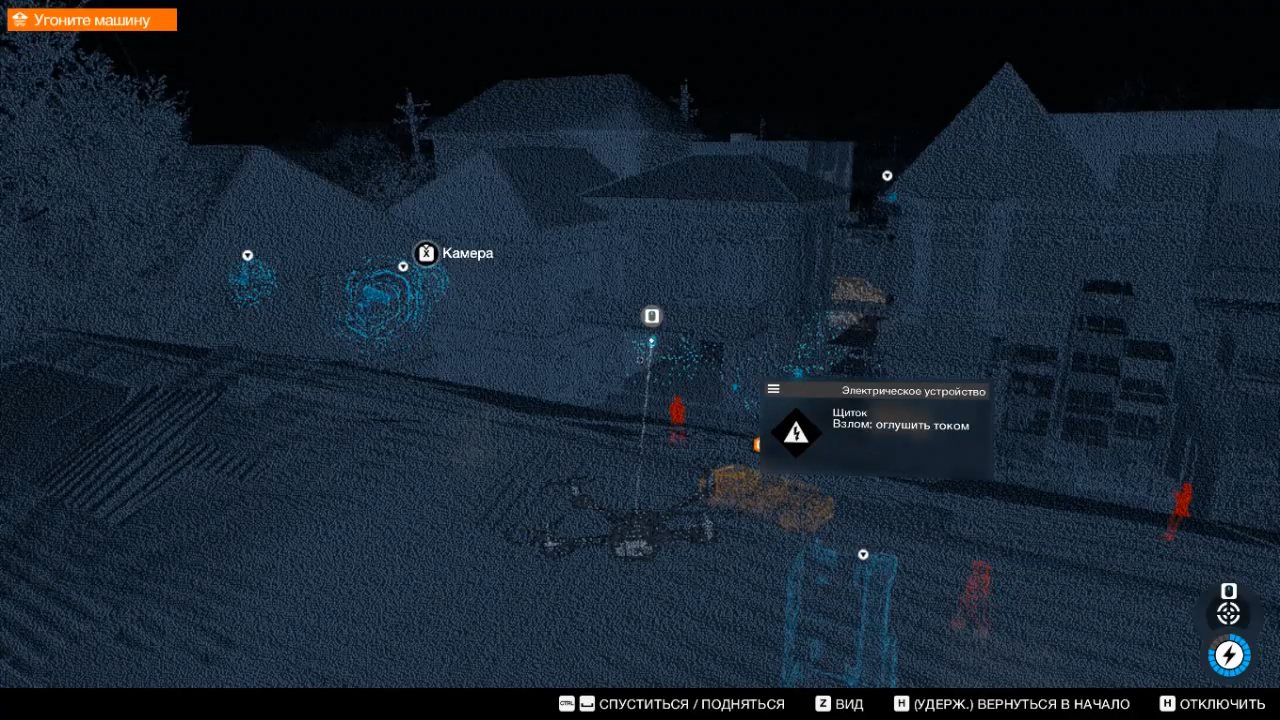 Угоните машину
X Камера
Электрическое устройство
Щиток
Взлом: оглушить током
CTRL СПУСТИТЬСЯ / ПОДНЯТЬСЯ Z ВИД H (УДЕРЖ.) ВЕРНУТЬСЯ В НАЧАЛО H ОТКЛЮЧИТЬ